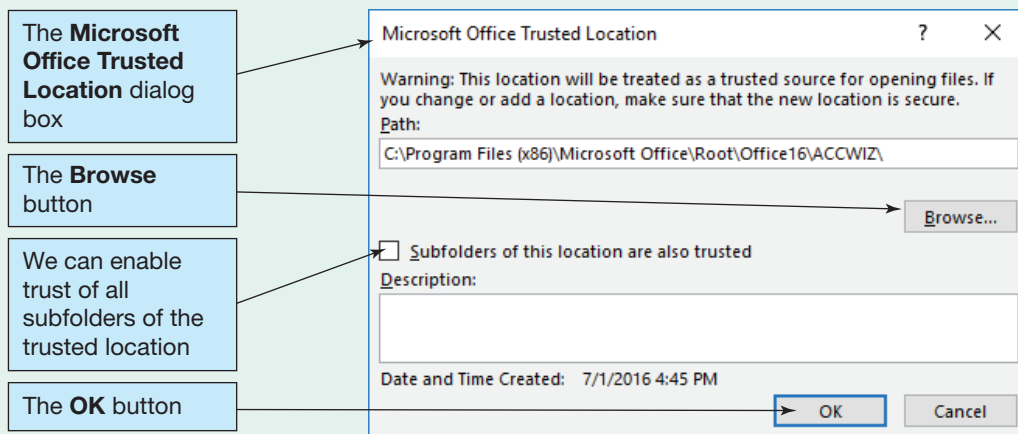 The Microsoft
Office Trusted
Location dialog
box
The Browse
button
We can enable
trust of all
subfolders of the
trusted location
The OK button
Microsoft Office Trusted Location ? ×
Warning: This location will be treated as a trusted source for opening files. If
you change or add a location, make sure that the new location is secure.
Path:
C:\Program Files (x86)\Microsoft Office\Root\Office16\ACCWIZ\
Browse...
Subfolders of this location are also trusted
Description:
Date and Time Created: 7/1/2016 4:45 PM
OK Cancel